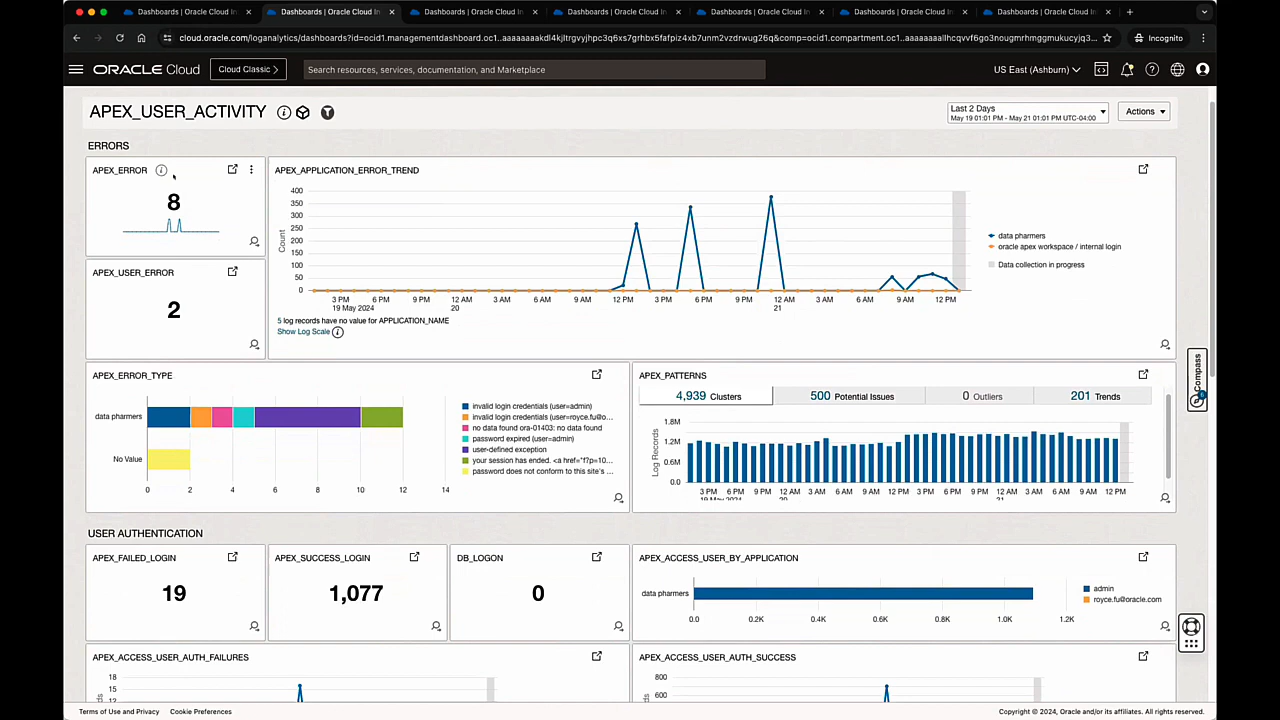 Dashboards | Oracle Cloud In
Dashboards | Oracle Cloud In
Dashboards | Oracle Cloud In
Dashboards | Oracle Cloud In
Dashboards | Oracle Cloud In
Dashboards | Oracle Cloud In
Dashboards | Oracle Cloud In
Incognito
ORACLE Cloud
Cloud Classic
Search resources, services, documentation, and Marketplace
US East (Ashburn)
APEX_USER_ACTIVITY
Last 2 Days
May 19 01:01 PM - May 21 01:01 PM UTC-04:00
Actions
ERRORS
APEX_ERROR
8
APEX_USER_ERROR
2
APEX_APPLICATION_ERROR_TREND
Count
400
350
300
250
200
150
100
50
0
3 PM 6 PM 9 PM 12 AM 3 AM 6 AM 9 AM 12 PM 3 PM 6 PM 9 PM 12 AM 3 AM 6 AM 9 AM 12 PM
19 May 2024 20 21
data pharmers
oracle apex workspace / internal login
Data collection in progress
5 log records have no value for APPLICATION_NAME
Show Log Scale
Compass
APEX_ERROR_TYPE
data pharmers
No Value
0 2 4 6 8 10 12 14
invalid login credentials (user=admin)
invalid login credentials (user=royce.fu@o...
no data found ora-01403: no data found
password expired (user=admin)
user-defined exception
your session has ended. <a href="f?p=10...
password does not conform to this site's ...
APEX_PATTERNS
4,939 Clusters
500 Potential Issues
0 Outliers
201 Trends
Log Records
1.8M
1.2M
0.6M
0.0
3 PM 6 PM 9 PM 12 AM 3 AM 6 AM 9 AM 12 PM 3 PM 6 PM 9 PM 12 AM 3 AM 6 AM 9 AM 12 PM
19 May 2024 20 21
USER AUTHENTICATION
APEX_FAILED_LOGIN
19
APEX_SUCCESS_LOGIN
1,077
DB_LOGON
0
APEX_ACCESS_USER_BY_APPLICATION
data pharmers
0.0 0.2K 0.4K 0.6K 0.8K 1.0K 1.2K
admin
royce.fu@oracle.com
APEX_ACCESS_USER_AUTH_FAILURES
18
15
12
APEX_ACCESS_USER_AUTH_SUCCESS
800
600
Terms of Use and Privacy
Cookie Preferences
Copyright © 2024, Oracle and/or its affiliates. All rights reserved.